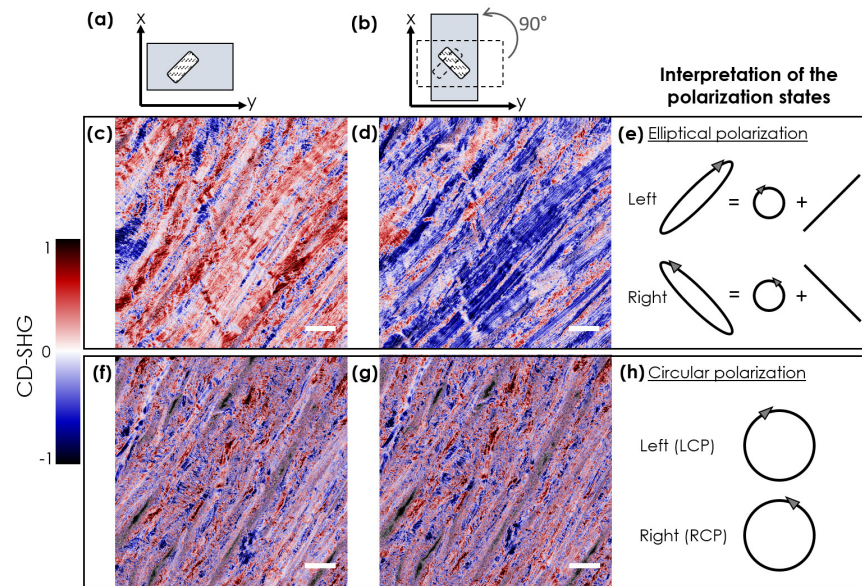 (a)
x
y
(b)
x
90°
y
Interpretation of the
polarization states
(c)
(d)
(e) Elliptical polarization
Left
=
+
Right
=
+
1
0
-1
CD-SHG
(f)
(g)
(h) Circular polarization
Left (LCP)
Right (RCP)